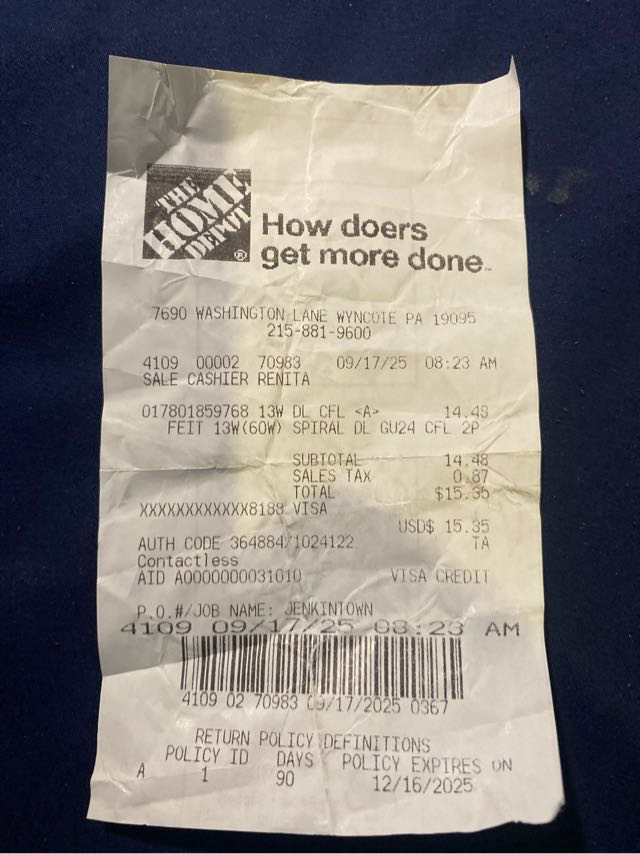 THE
HOME
DEPOT
®
How doers
get more done™
7690 WASHINGTON LANE WYNCOTE PA 19095
215-881-9600
4109 00002 70983 09/17/25 08:23 AM
SALE CASHIER RENITA
017801859768 13W DL CFL <A> 14.48
FEIT 13W(60W) SPIRAL DL GU24 CFL 2P
SUBTOTAL 14.48
SALES TAX 0.87
TOTAL $15.35
XXXXXXXXXXXX8188 VISA
USD$ 15.35
AUTH CODE 364884/1024122 TA
Contactless
AID A0000000031010 VISA CREDIT
P.O.#/JOB NAME: JENKINTOWN
4109 09/17/25 08:23 AM
4109 02 70983 09/17/2025 0367
RETURN POLICY DEFINITIONS
POLICY ID DAYS POLICY EXPIRES ON
A 1 90 12/16/2025